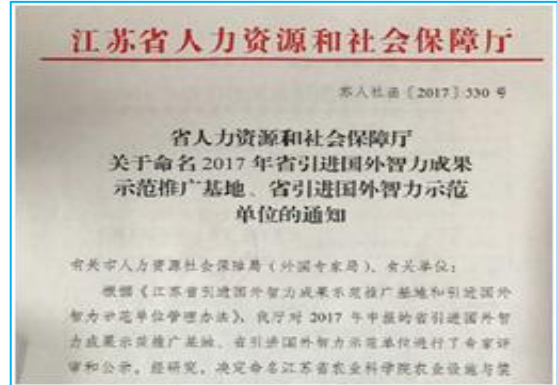 江苏省人力资源和社会保障厅
苏人社函〔2017〕530号
省人力资源和社会保障厅
关于命名2017年省引进国外智力成果
示范推广基地、省引进国外智力示范
单位的通知
有关市人力资源社会保障局（外国专家局）、有关单位：
根据《江苏省引进国外智力成果示范推广基地和引进国外
智力示范单位管理办法》，我厅对2017年申报的省引进国外智
力成果示范推广基地、省引进国外智力示范单位进行了专家评
审和公示。经研究，决定命名江苏省农业科学院农业设施与装